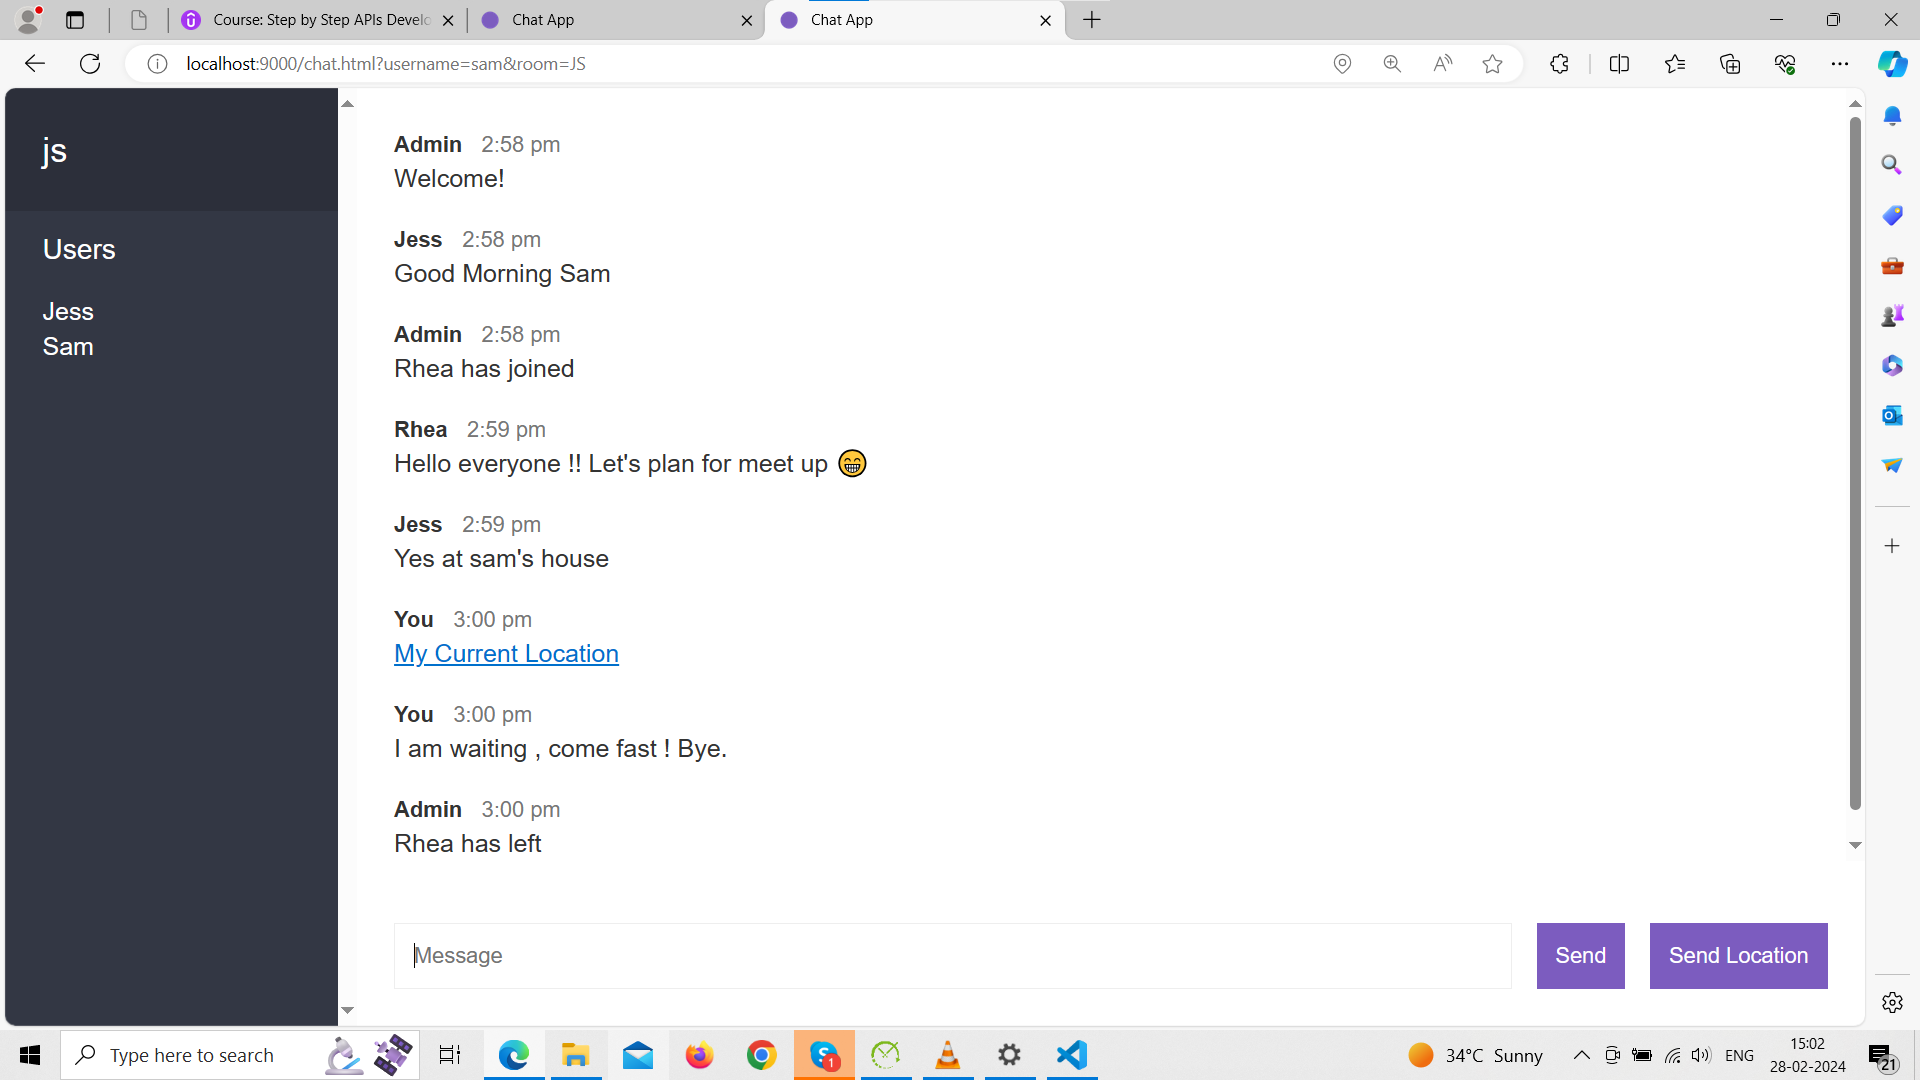 Course: Step by Step APIs Develo
Chat App
Chat App
localhost:9000/chat.html?username=sam&room=JS
js
Users
Jess
Sam
Admin 2:58 pm
Welcome!
Jess 2:58 pm
Good Morning Sam
Admin 2:58 pm
Rhea has joined
Rhea 2:59 pm
Hello everyone !! Let's plan for meet up 😁
Jess 2:59 pm
Yes at sam's house
You 3:00 pm
My Current Location
You 3:00 pm
I am waiting , come fast ! Bye.
Admin 3:00 pm
Rhea has left
Message
Send
Send Location
Type here to search
1
34°C Sunny
ENG
15:02
28-02-2024
21